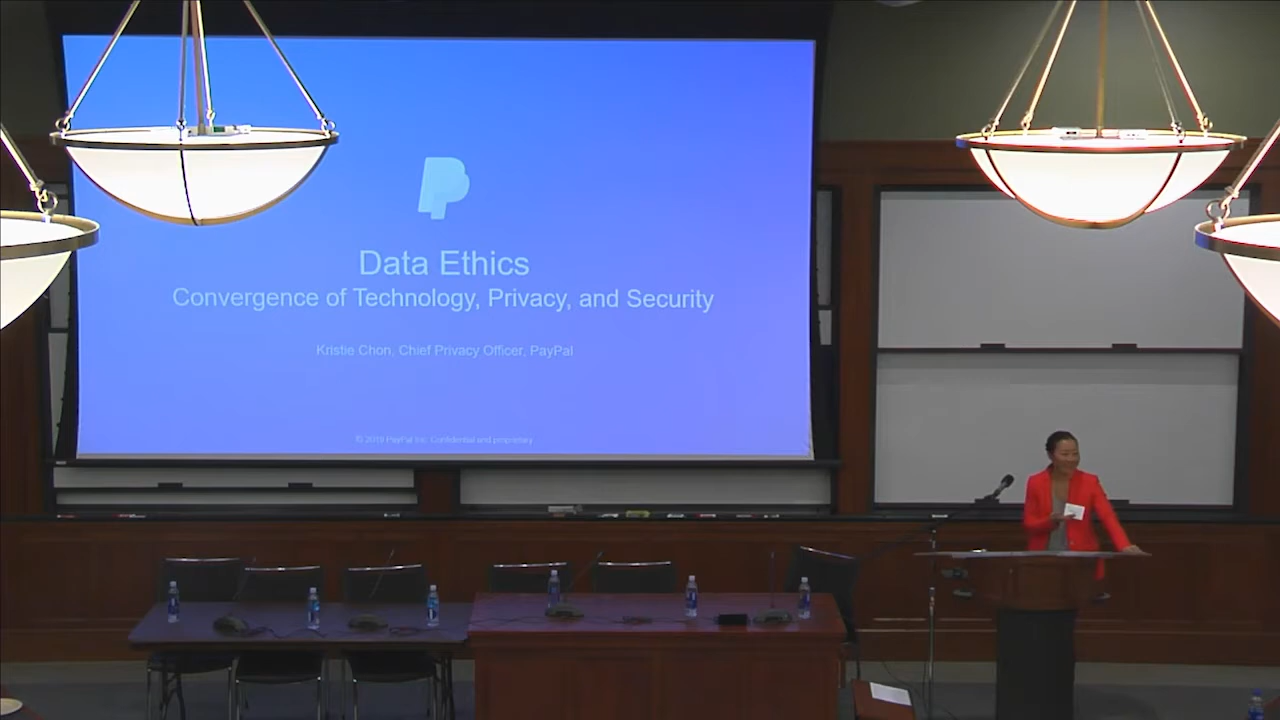 Data Ethics
Convergence of Technology, Privacy, and Security
Kristie Chon, Chief Privacy Officer, PayPal
© 2019 PayPal Inc. Confidential and proprietary